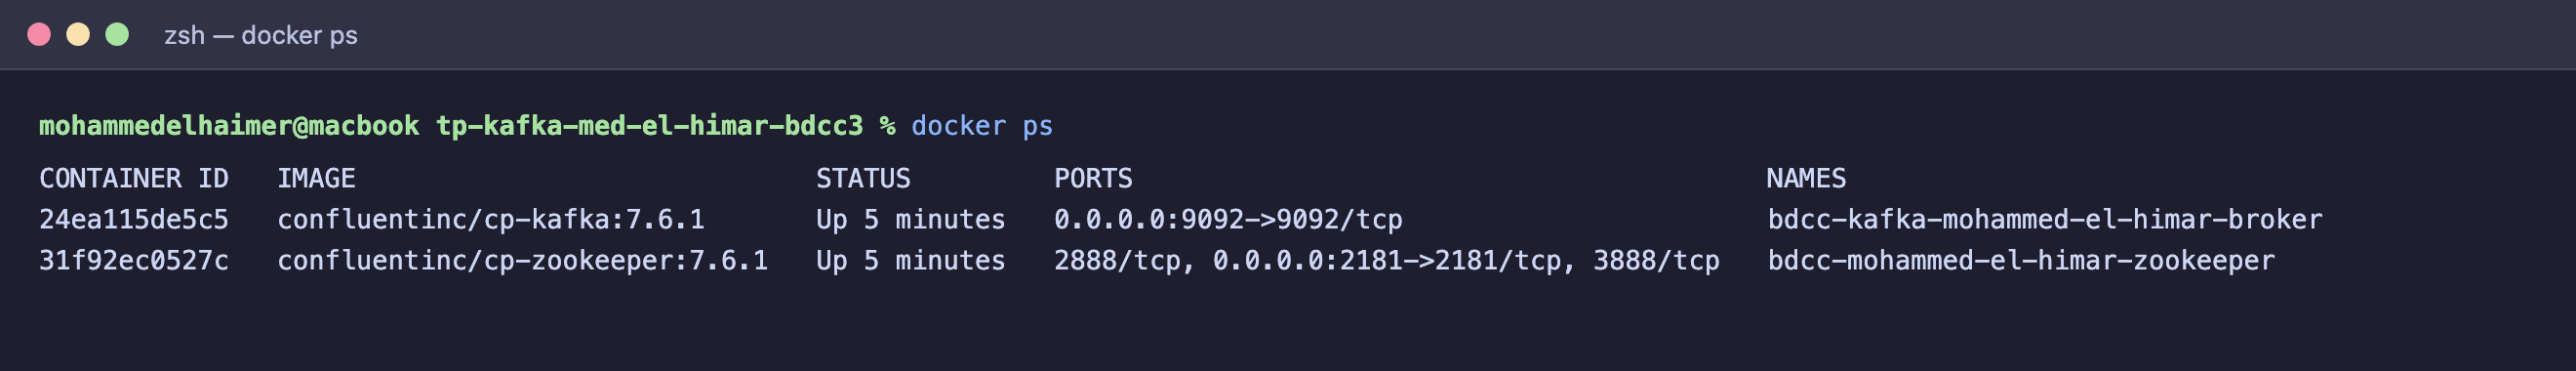 zsh — docker ps
mohammedelhaimer@macbook tp-kafka-med-el-himar-bdcc3 % docker ps
CONTAINER ID   IMAGE                             STATUS         PORTS                                        NAMES
24ea115de5c5   confluentinc/cp-kafka:7.6.1       Up 5 minutes   0.0.0.0:9092->9092/tcp                       bdcc-kafka-mohammed-el-himar-broker
31f92ec0527c   confluentinc/cp-zookeeper:7.6.1   Up 5 minutes   2888/tcp, 0.0.0.0:2181->2181/tcp, 3888/tcp   bdcc-mohammed-el-himar-zookeeper